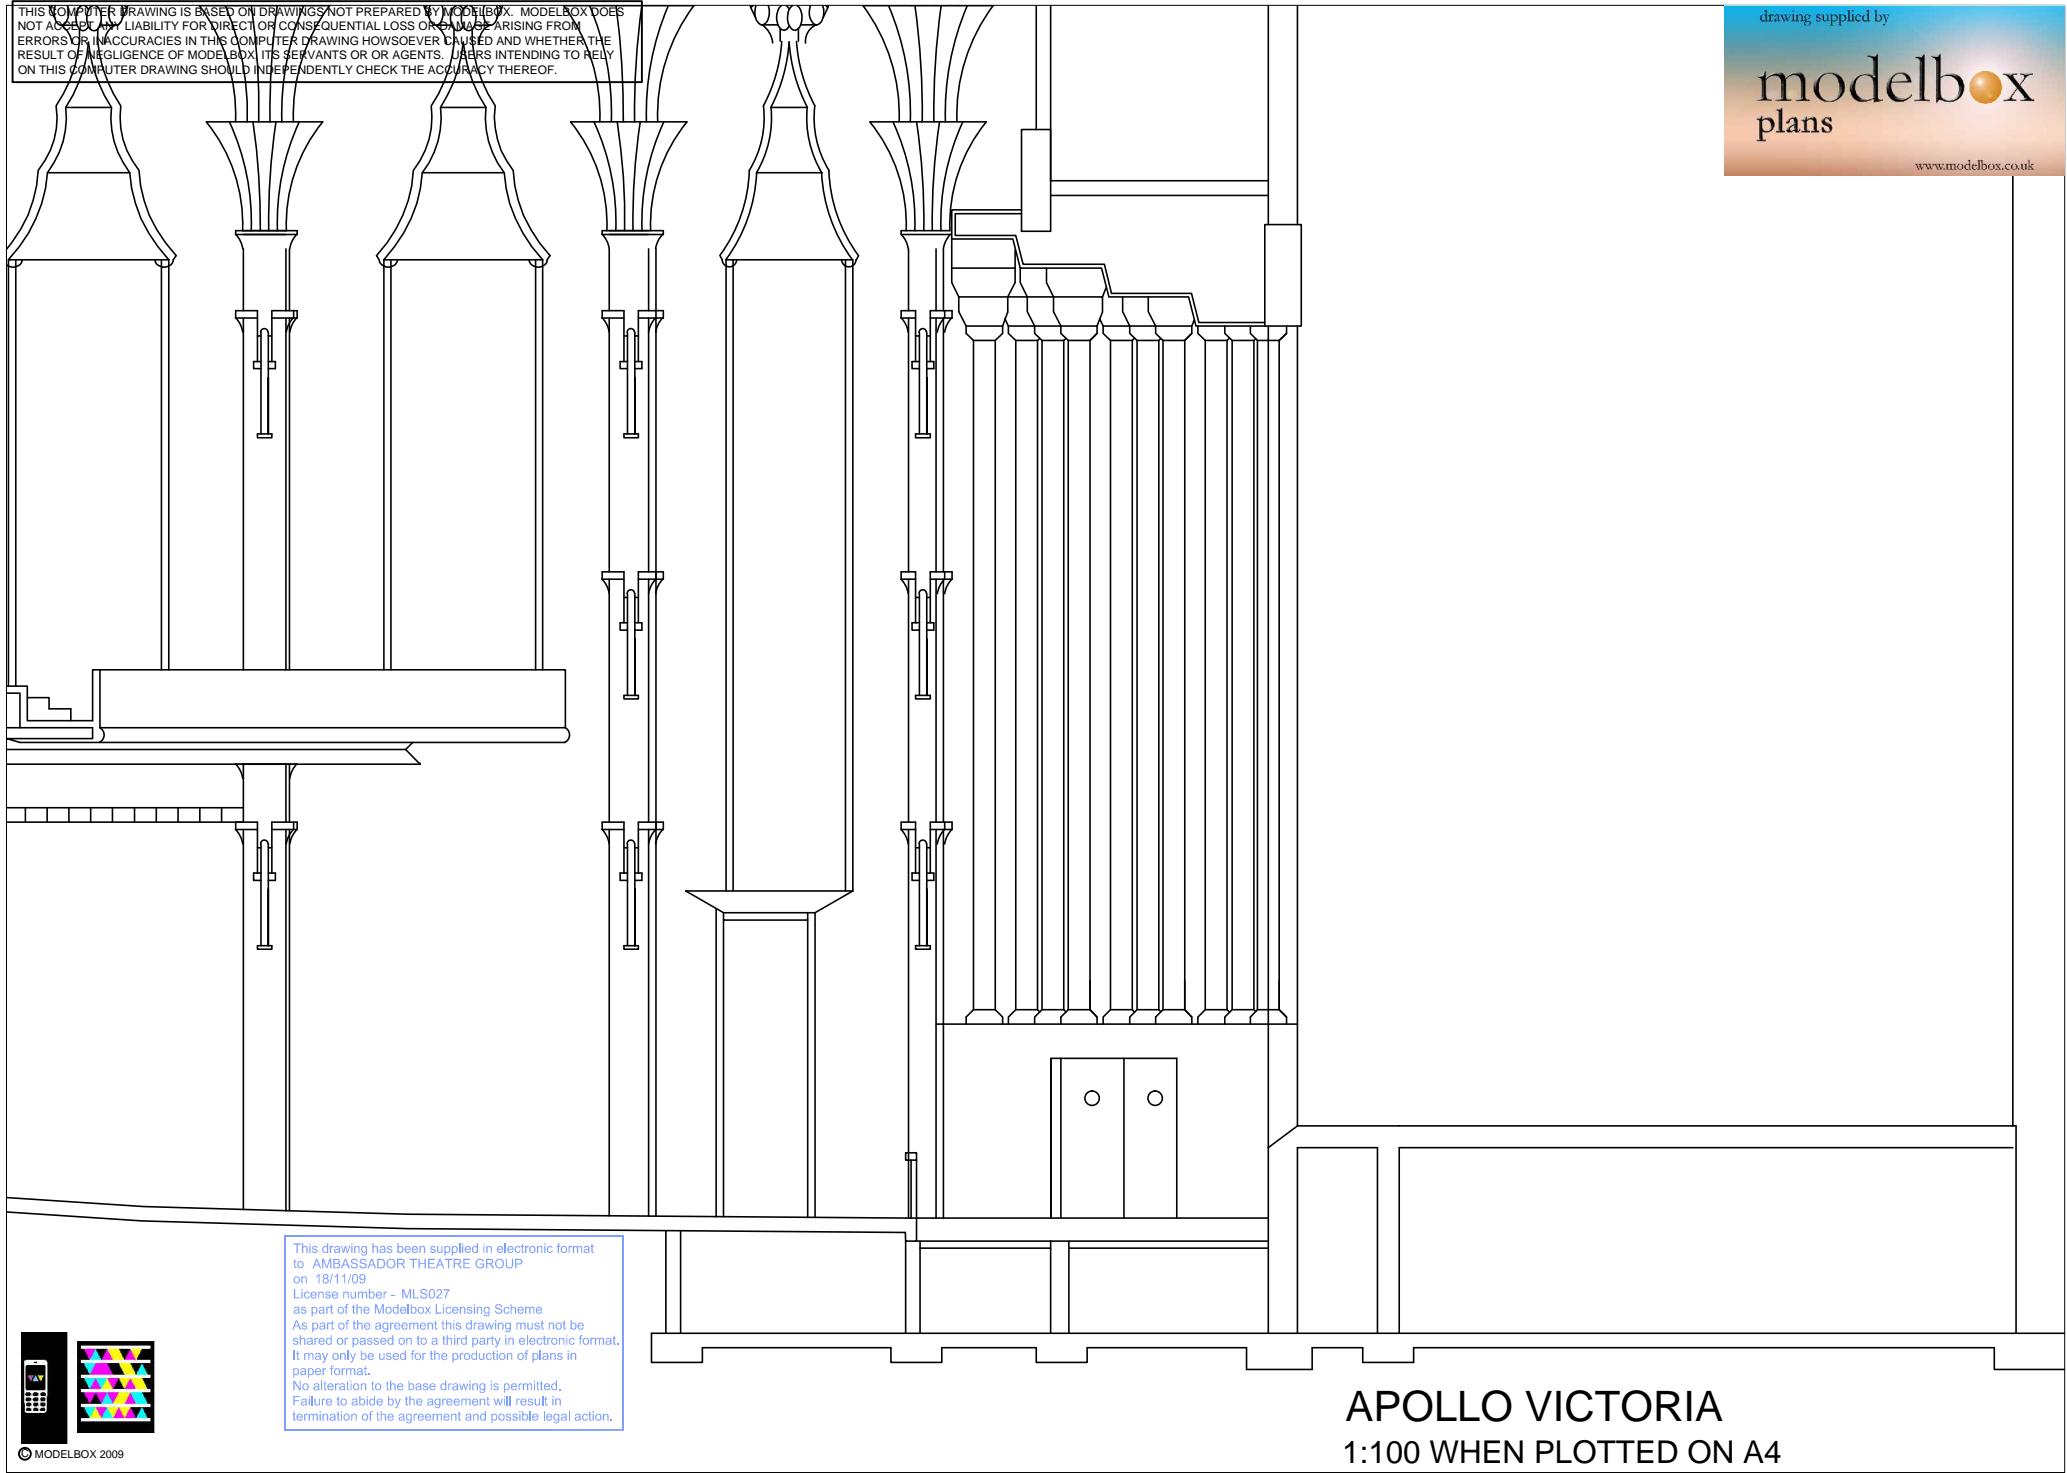 THIS COMPUTER DRAWING IS BASED ON DRAWINGS NOT PREPARED BY MODELBOX.  MODELBOX DOES
NOT ACCEPT ANY LIABILITY FOR DIRECT OR CONSEQUENTIAL LOSS OR DAMAGE ARISING FROM
ERRORS OR INACCURACIES IN THIS COMPUTER DRAWING HOWSOEVER CAUSED AND WHETHER THE
RESULT OF NEGLIGENCE OF MODELBOX, ITS SERVANTS OR OR AGENTS.  USERS INTENDING TO RELY
ON THIS COMPUTER DRAWING SHOULD INDEPENDENTLY CHECK THE ACCURACY THEREOF.
drawing supplied by
modelbox
plans
www.modelbox.co.uk
This drawing has been supplied in electronic format
to AMBASSADOR THEATRE GROUP
on 18/11/09
License number - MLS027
as part of the Modelbox Licensing Scheme
As part of the agreement this drawing must not be
shared or passed on to a third party in electronic format.
It may only be used for the production of plans in
paper format.
No alteration to the base drawing is permitted.
Failure to abide by the agreement will result in
termination of the agreement and possible legal action.
© MODELBOX 2009
APOLLO VICTORIA
1:100 WHEN PLOTTED ON A4